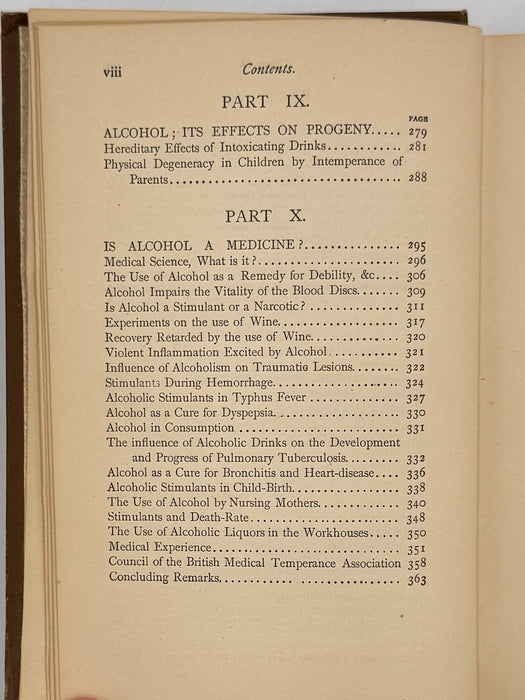 viii Contents.
PART IX.
PAGE
ALCOHOL; ITS EFFECTS ON PROGENY..... 279
Hereditary Effects of Intoxicating Drinks............ 281
Physical Degeneracy in Children by Intemperance of
Parents.................................... 288
PART X.
IS ALCOHOL A MEDICINE?............... 295
Medical Science, What is it?...................... 296
The Use of Alcohol as a Remedy for Debility, &c.... 306
Alcohol Impairs the Vitality of the Blood Discs...... 309
Is Alcohol a Stimulant or a Narcotic? .............. 311
Experiments on the use of Wine................... 317
Recovery Retarded by the use of Wine............. 320
Violent Inflammation Excited by Alcohol........... 321
Influence of Alcoholism on Traumatic Lesions....... 322
Stimulants During Hemorrhage.................... 324
Alcoholic Stimulants in Typhus Fever .............. 327
Alcohol as a Cure for Dyspepsia................... 330
Alcohol in Consumption ......................... 331
The influence of Alcoholic Drinks on the Development
and Progress of Pulmonary Tuberculosis......... 332
Alcohol as a Cure for Bronchitis and Heart-disease.... 336
Alcoholic Stimulants in Child-Birth................. 338
The Use of Alcohol by Nursing Mothers............. 340
Stimulants and Death-Rate....................... 348
The Use of Alcoholic Liquors in the Workhouses..... 350
Medical Experience.............................. 351
Council of the British Medical Temperance Association 358
Concluding Remarks........... ................ 363